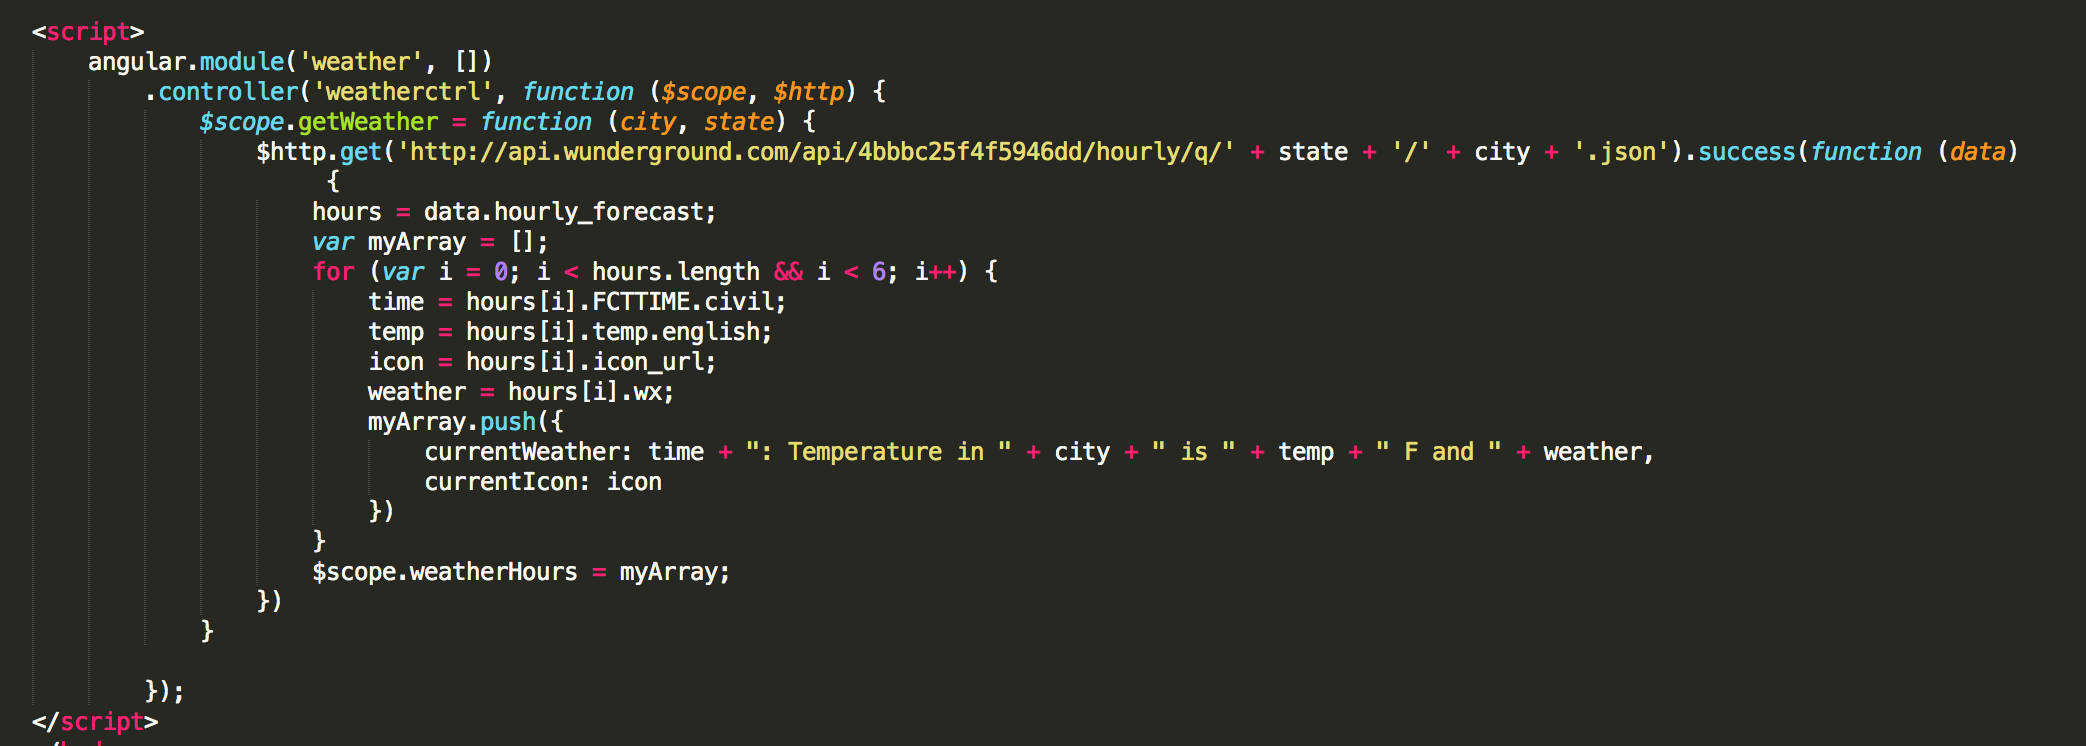 <script>
angular.module('weather', [])
.controller('weatherctrl', function ($scope, $http) {
$scope.getWeather = function (city, state) {
$http.get('http://api.wunderground.com/api/4bbbc25f4f5946dd/hourly/q/' + state + '/' + city + '.json').success(function (data)
{
hours = data.hourly_forecast;
var myArray = [];
for (var i = 0; i < hours.length && i < 6; i++) {
time = hours[i].FCTTIME.civil;
temp = hours[i].temp.english;
icon = hours[i].icon_url;
weather = hours[i].wx;
myArray.push({
currentWeather: time + ": Temperature in " + city + " is " + temp + " F and " + weather,
currentIcon: icon
})
}
$scope.weatherHours = myArray;
})
}
});
</script>